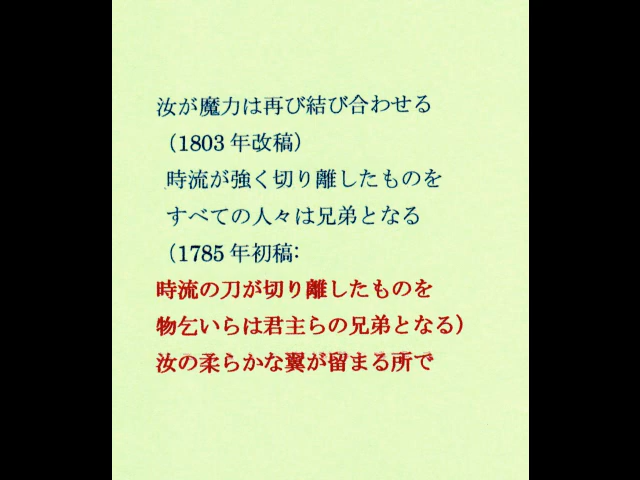 汝が魔力は再び結び合わせる
（1803 年改稿）
時流が強く切り離したものを
すべての人々は兄弟となる
（1785 年初稿:
時流の刀が切り離したものを
物乞いらは君主らの兄弟となる）
汝の柔らかな翼が留まる所で